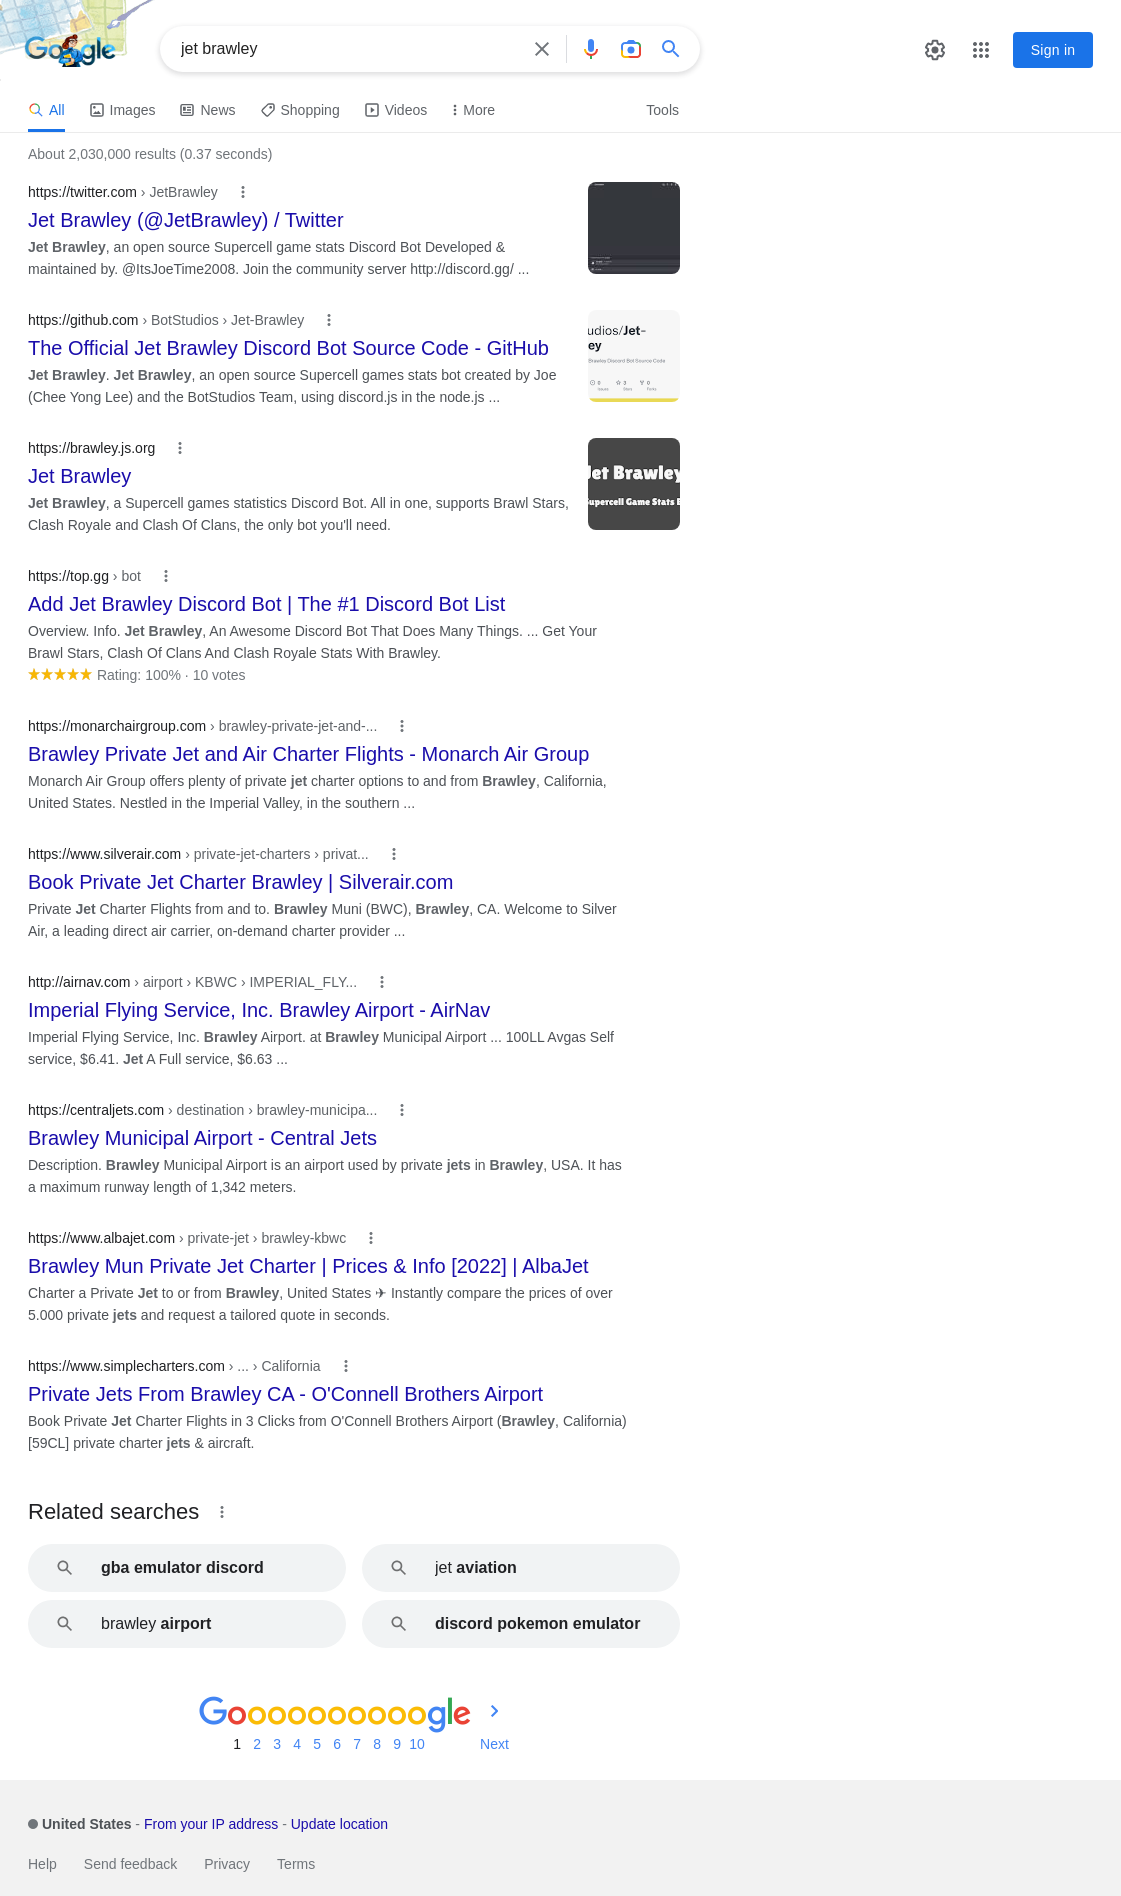 Google
jet brawley
Sign in
All
Images
News
Shopping
Videos
More
Tools
About 2,030,000 results (0.37 seconds)
https://twitter.com › JetBrawley
Jet Brawley (@JetBrawley) / Twitter
Jet Brawley, an open source Supercell game stats Discord Bot Developed &
maintained by. @ItsJoeTime2008. Join the community server http://discord.gg/ ...
https://github.com › BotStudios › Jet-Brawley
The Official Jet Brawley Discord Bot Source Code - GitHub
Jet Brawley. Jet Brawley, an open source Supercell games stats bot created by Joe
(Chee Yong Lee) and the BotStudios Team, using discord.js in the node.js ...
udios/Jet-
ey
Brawley Discord Bot Source Code
https://brawley.js.org
Jet Brawley
Jet Brawley, a Supercell games statistics Discord Bot. All in one, supports Brawl Stars,
Clash Royale and Clash Of Clans, the only bot you'll need.
Jet Brawley
Supercell Game Stats B
https://top.gg › bot
Add Jet Brawley Discord Bot | The #1 Discord Bot List
Overview. Info. Jet Brawley, An Awesome Discord Bot That Does Many Things. ... Get Your
Brawl Stars, Clash Of Clans And Clash Royale Stats With Brawley.
Rating: 100% · 10 votes
https://monarchairgroup.com › brawley-private-jet-and-...
Brawley Private Jet and Air Charter Flights - Monarch Air Group
Monarch Air Group offers plenty of private jet charter options to and from Brawley, California,
United States. Nestled in the Imperial Valley, in the southern ...
https://www.silverair.com › private-jet-charters › privat...
Book Private Jet Charter Brawley | Silverair.com
Private Jet Charter Flights from and to. Brawley Muni (BWC), Brawley, CA. Welcome to Silver
Air, a leading direct air carrier, on-demand charter provider ...
http://airnav.com › airport › KBWC › IMPERIAL_FLY...
Imperial Flying Service, Inc. Brawley Airport - AirNav
Imperial Flying Service, Inc. Brawley Airport. at Brawley Municipal Airport ... 100LL Avgas Self
service, $6.41. Jet A Full service, $6.63 ...
https://centraljets.com › destination › brawley-municipa...
Brawley Municipal Airport - Central Jets
Description. Brawley Municipal Airport is an airport used by private jets in Brawley, USA. It has
a maximum runway length of 1,342 meters.
https://www.albajet.com › private-jet › brawley-kbwc
Brawley Mun Private Jet Charter | Prices & Info [2022] | AlbaJet
Charter a Private Jet to or from Brawley, United States ✈ Instantly compare the prices of over
5.000 private jets and request a tailored quote in seconds.
https://www.simplecharters.com › ... › California
Private Jets From Brawley CA - O'Connell Brothers Airport
Book Private Jet Charter Flights in 3 Clicks from O'Connell Brothers Airport (Brawley, California)
[59CL] private charter jets & aircraft.
Related searches
gba emulator discord
jet aviation
brawley airport
discord pokemon emulator
Goooooooooogle
1 2 3 4 5 6 7 8 9 10 Next
United States - From your IP address - Update location
Help Send feedback Privacy Terms